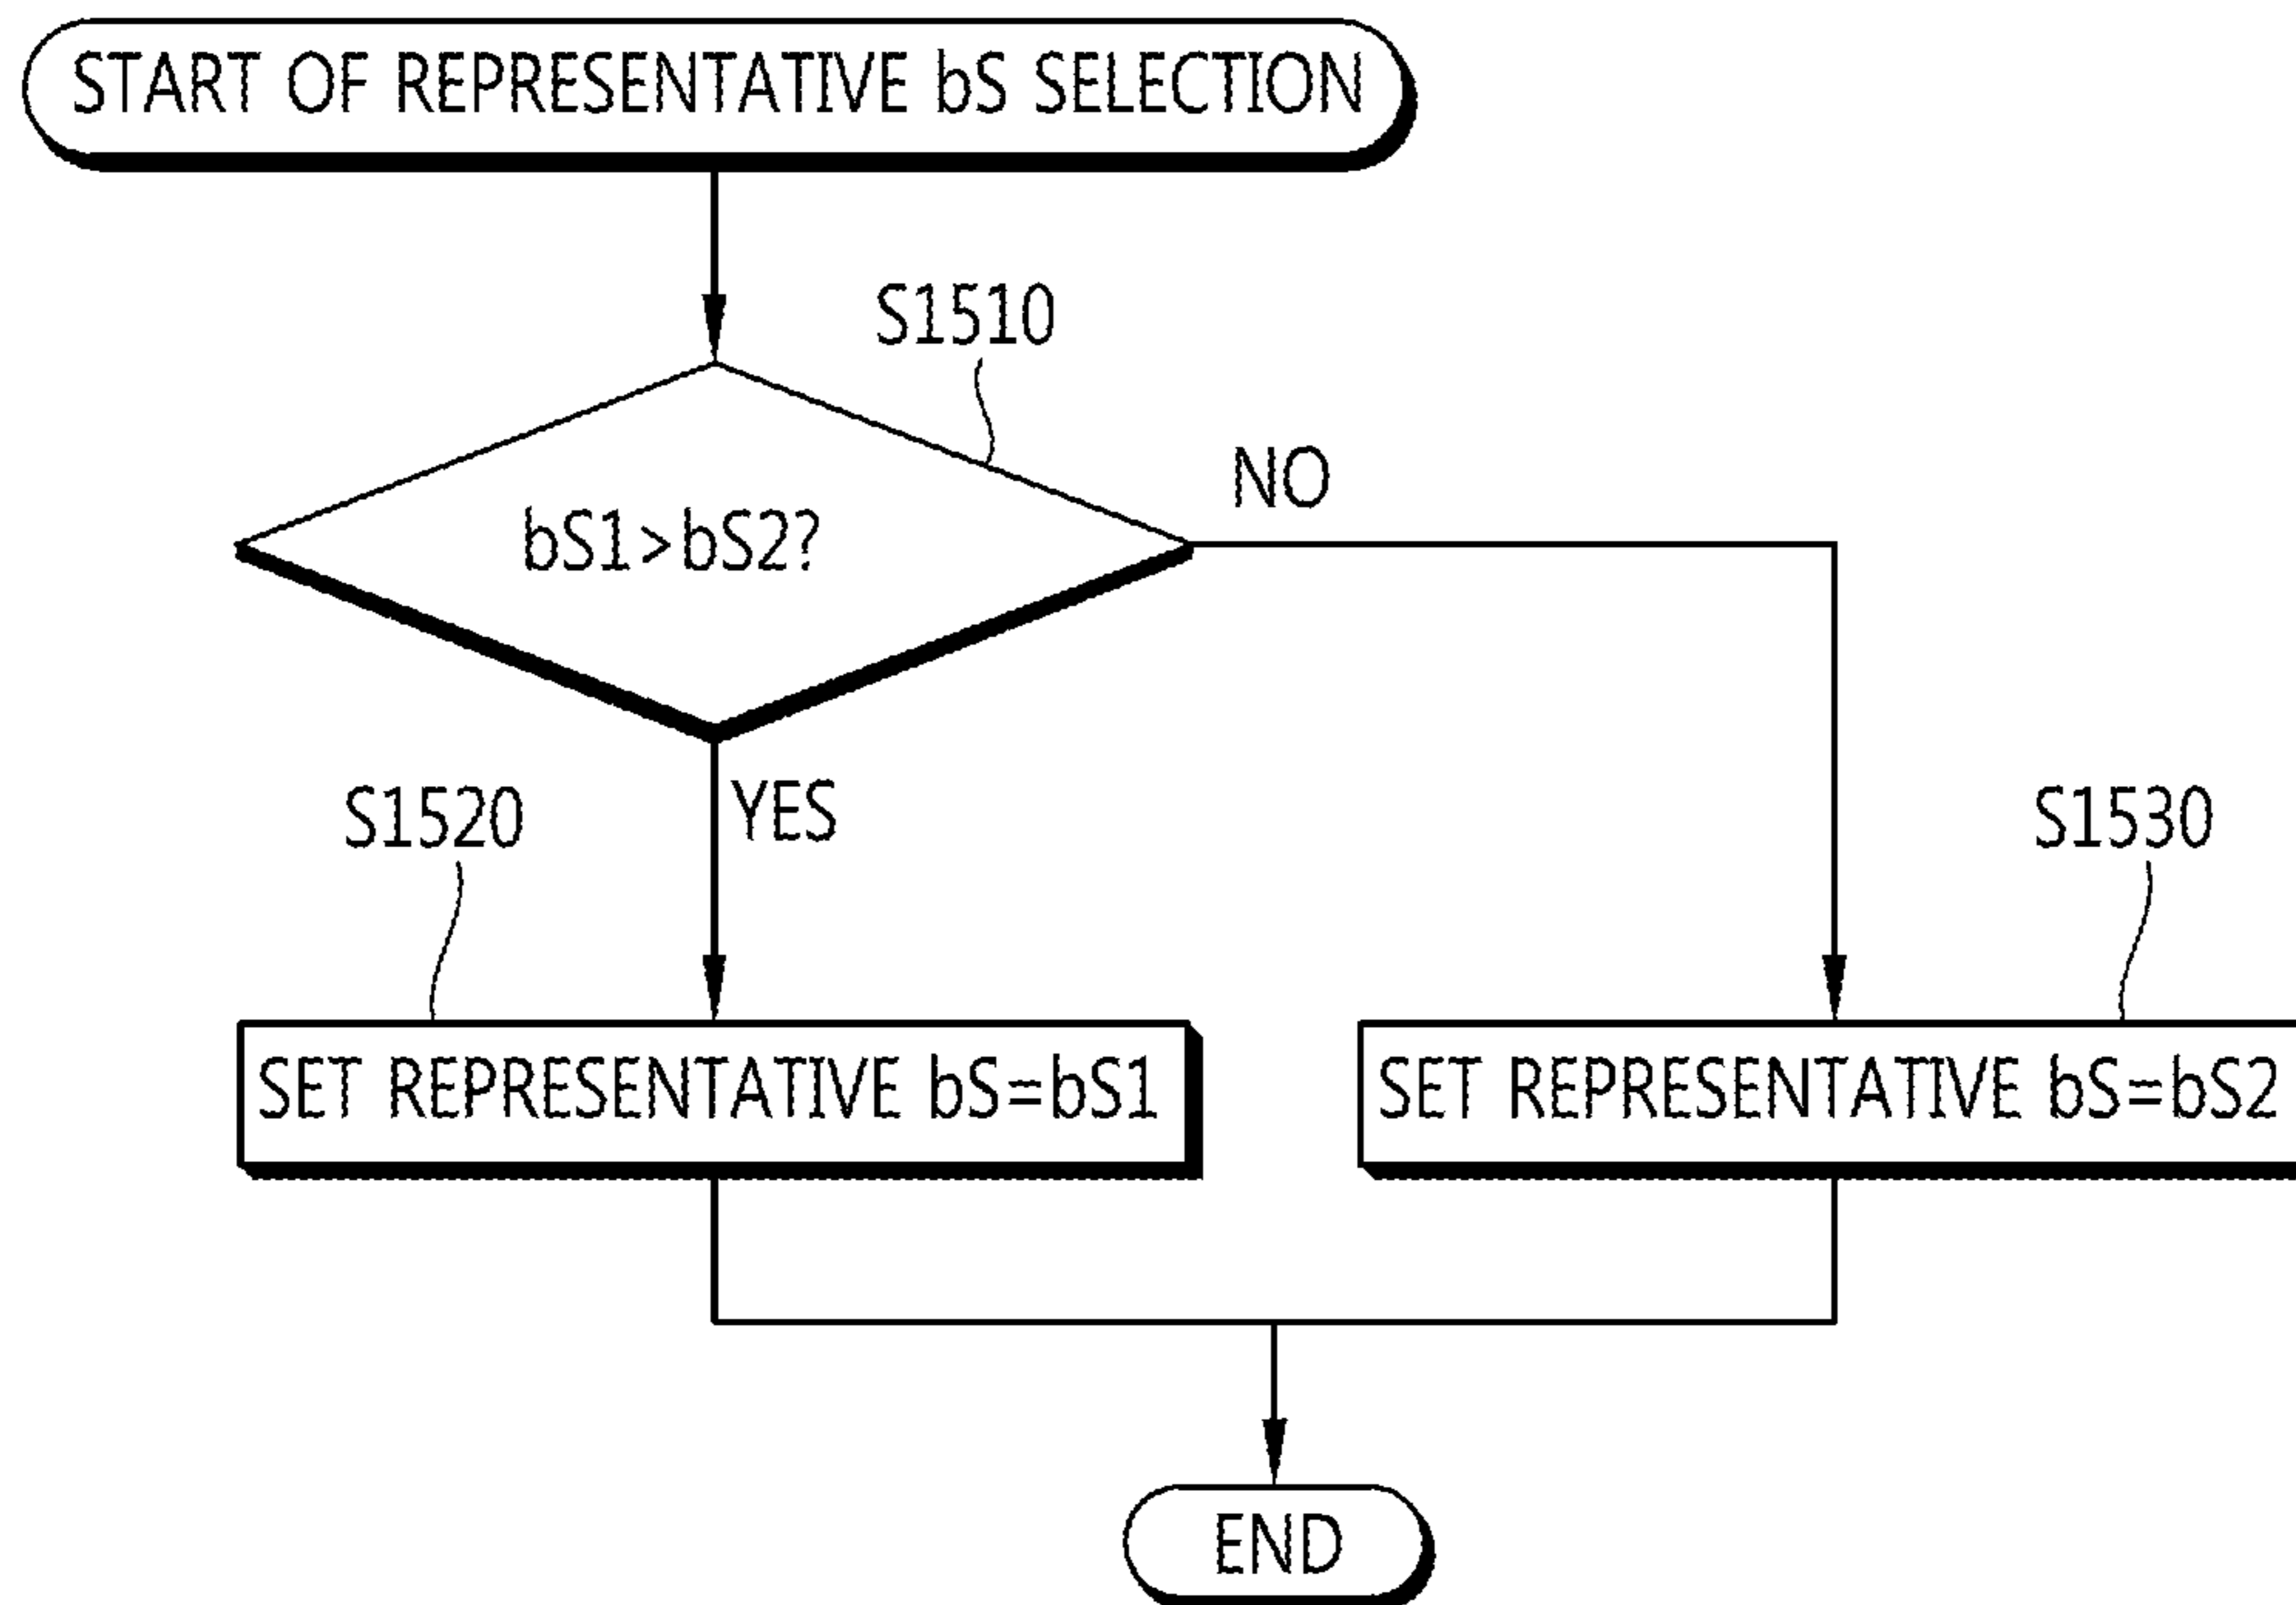 START OF REPRESENTATIVE bS SELECTION
S1510
NO
bS1>bS2?
YES
S1520
S1530
SET REPRESENTATIVE bS=bS1
SET REPRESENTATIVE bS=bS2
END